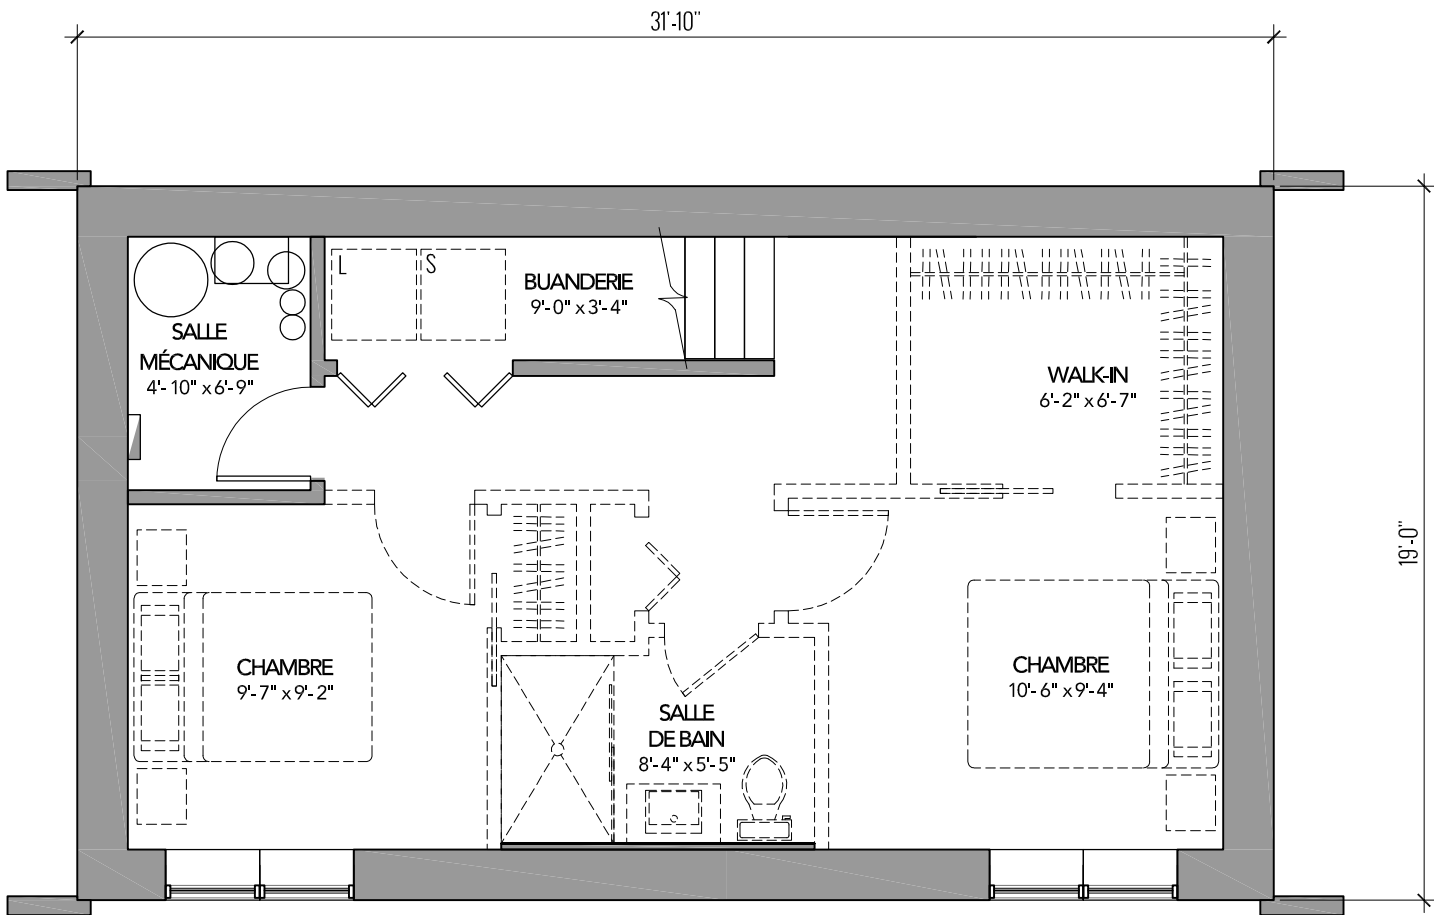 31'-10"
L
S
BUANDERIE
9'-0" x 3'-4"
SALLE
MÉCANIQUE
4'-10" x 6'-9"
WALK-IN
6'-2" x 6'-7"
19'-0"
CHAMBRE
9'-7" x 9'-2"
CHAMBRE
10'-6" x 9'-4"
SALLE
DE BAIN
8'-4" x 5'-5"